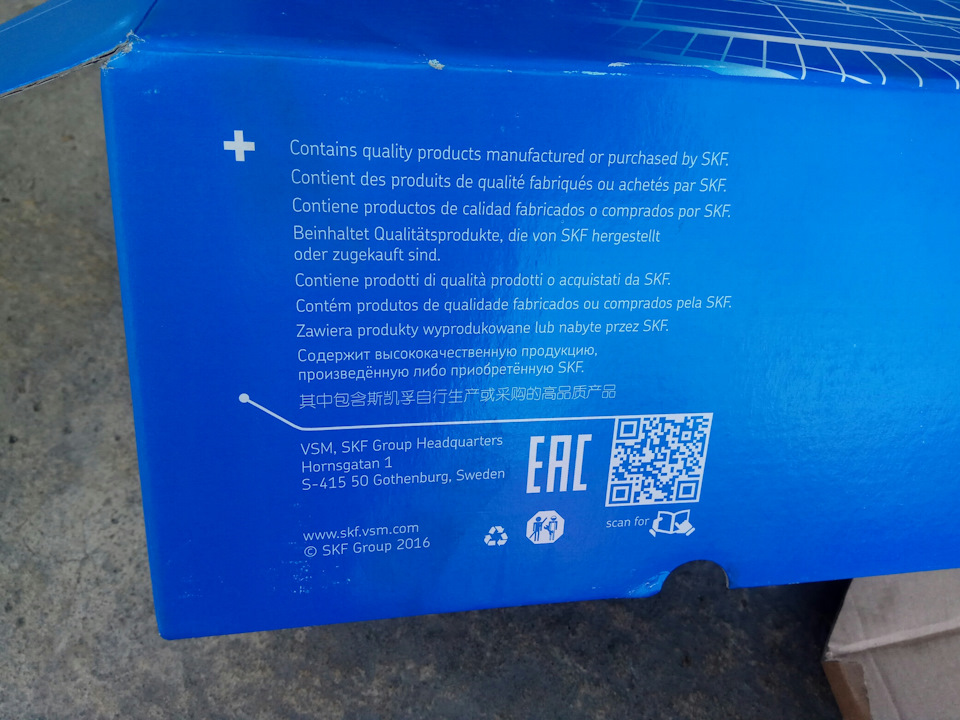 Contains quality products manufactured or purchased by SKF.
Contient des produits de qualité fabriqués ou achetés par SKF.
Contiene productos de calidad fabricados o comprados por SKF.
Beinhaltet Qualitätsprodukte, die von SKF hergestellt
oder zugekauft sind.
Contiene prodotti di qualità prodotti o acquistati da SKF.
Contém produtos de qualidade fabricados ou comprados pela SKF.
Zawiera produkty wyprodukowane lub nabyte przez SKF.
Содержит высококачественную продукцию,
произведённую либо приобретённую SKF.
其中包含斯凯孚自行生产或采购的高品质产品
VSM, SKF Group Headquarters
Hornsgatan 1
S-415 50 Gothenburg, Sweden
EAC
www.skf.vsm.com
© SKF Group 2016
scan for